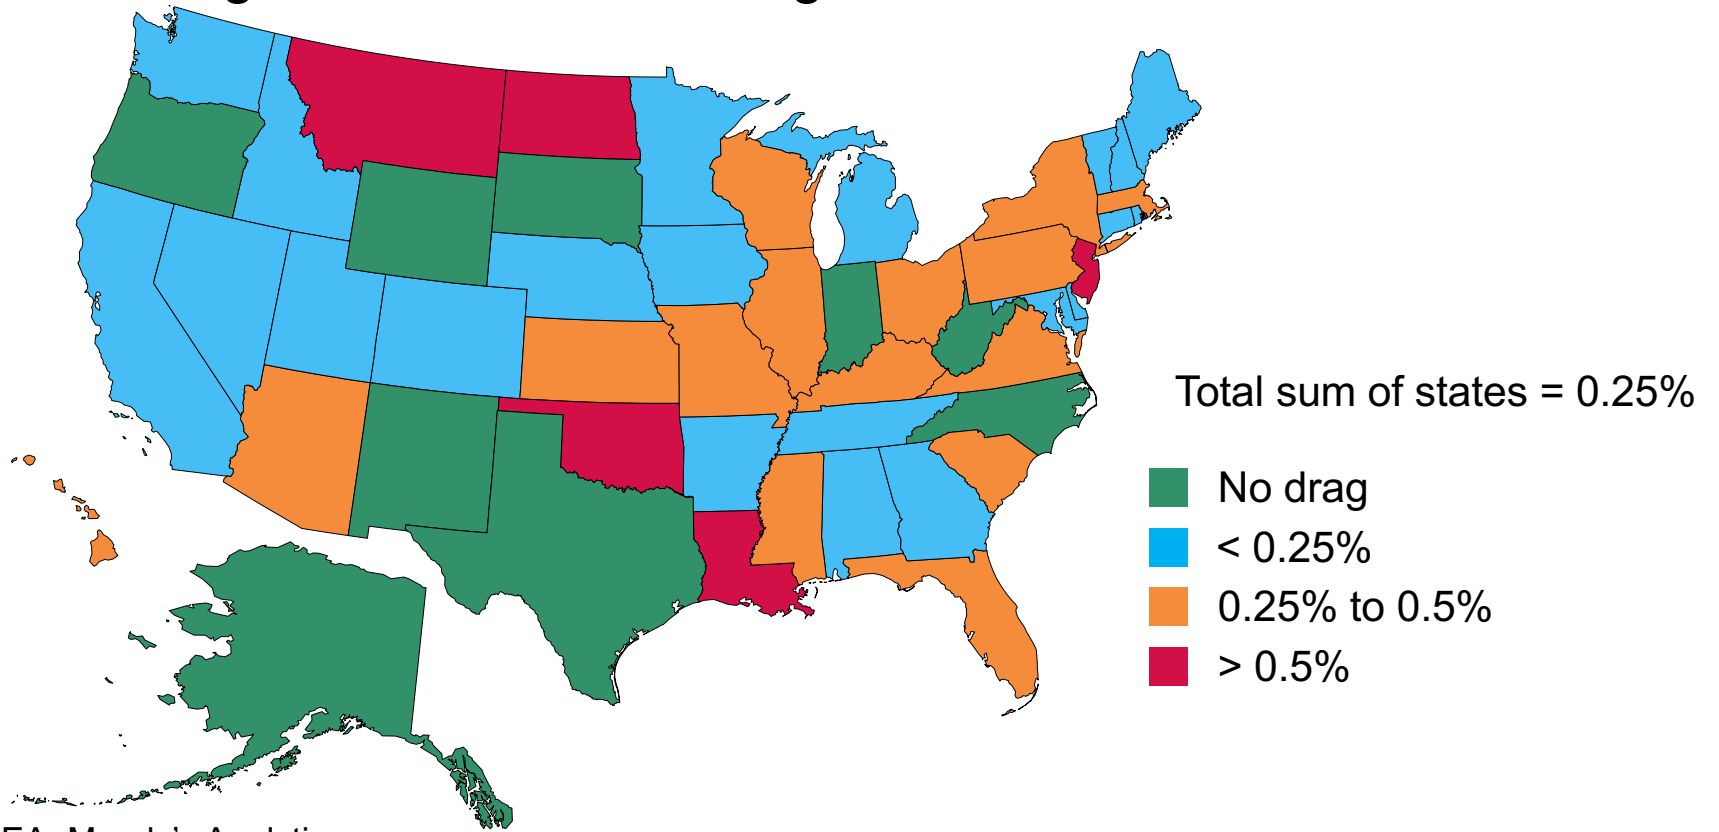 Total sum of states = 0.25%
No drag
< 0.25%
0.25% to 0.5%
> 0.5%